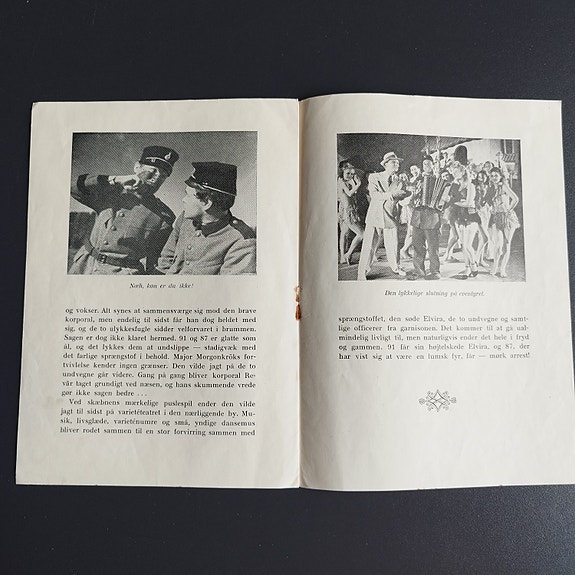 Næh, kau er da ikke!
og vokser. Alt synes at sammensværge sig mod den brave
korporal, men endelig til sidst får han dog heldet med
sig, og de to ulykkesfugle sidder velforvaret i brummen.
Sagen er dog ikke klaret hermed. 91 og 87 er glatte som
ål, og det lykkes dem at undslippe — stadigvæk med
det farlige sprængstof i behold. Major Morgonkröks for-
tvivlelse kender ingen grænser. Den vilde jagt på de to
undvegne går videre. Gang på gang bliver korporal Re-
vär taget grundigt ved næsen, og hans skummende vrede
gør ikke sagen bedre . . .
Ved skæbnens mærkelige puslespil ender den vilde
jagt til sidst på varietéteatret i den nærliggende by. Mu-
sik, livsglæde, varieténumre og små, yndige dansemus
bliver rodet sammen til en stor forvirring sammen med
Den lykkelige slutning på eventyret.
sprængstoffet, den søde Elvira, de to undvegne og samt-
lige officerer fra garnisonen. Det kommer til at gå ual-
mindelig livligt til, men naturligvis ender det hele i fryd
og gammen. 91 får sin højtelskede Elvira, og 87, der
har vist sig at være en lumsk fyr, får — mørk arrest!